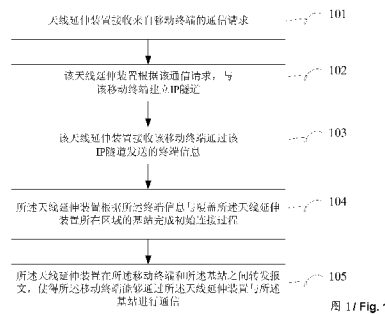 天线延伸装置接收来自移动终端的通信请求
101
该天线延伸装置根据该通信请求，与
该移动终端建立IP隧道
102
该天线延伸装置接收该移动终端通过该
IP隧道发送的终端信息
103
所述天线延伸装置根据所述终端信息与覆盖所述天线延伸
装置所在区域的基站完成初始连接过程
104
所述天线延伸装置在所述移动终端和所述基站之间转发报
文，使得所述移动终端能够通过所述天线延伸装置与所述
基站进行通信
105
图 1/ Fig. 1